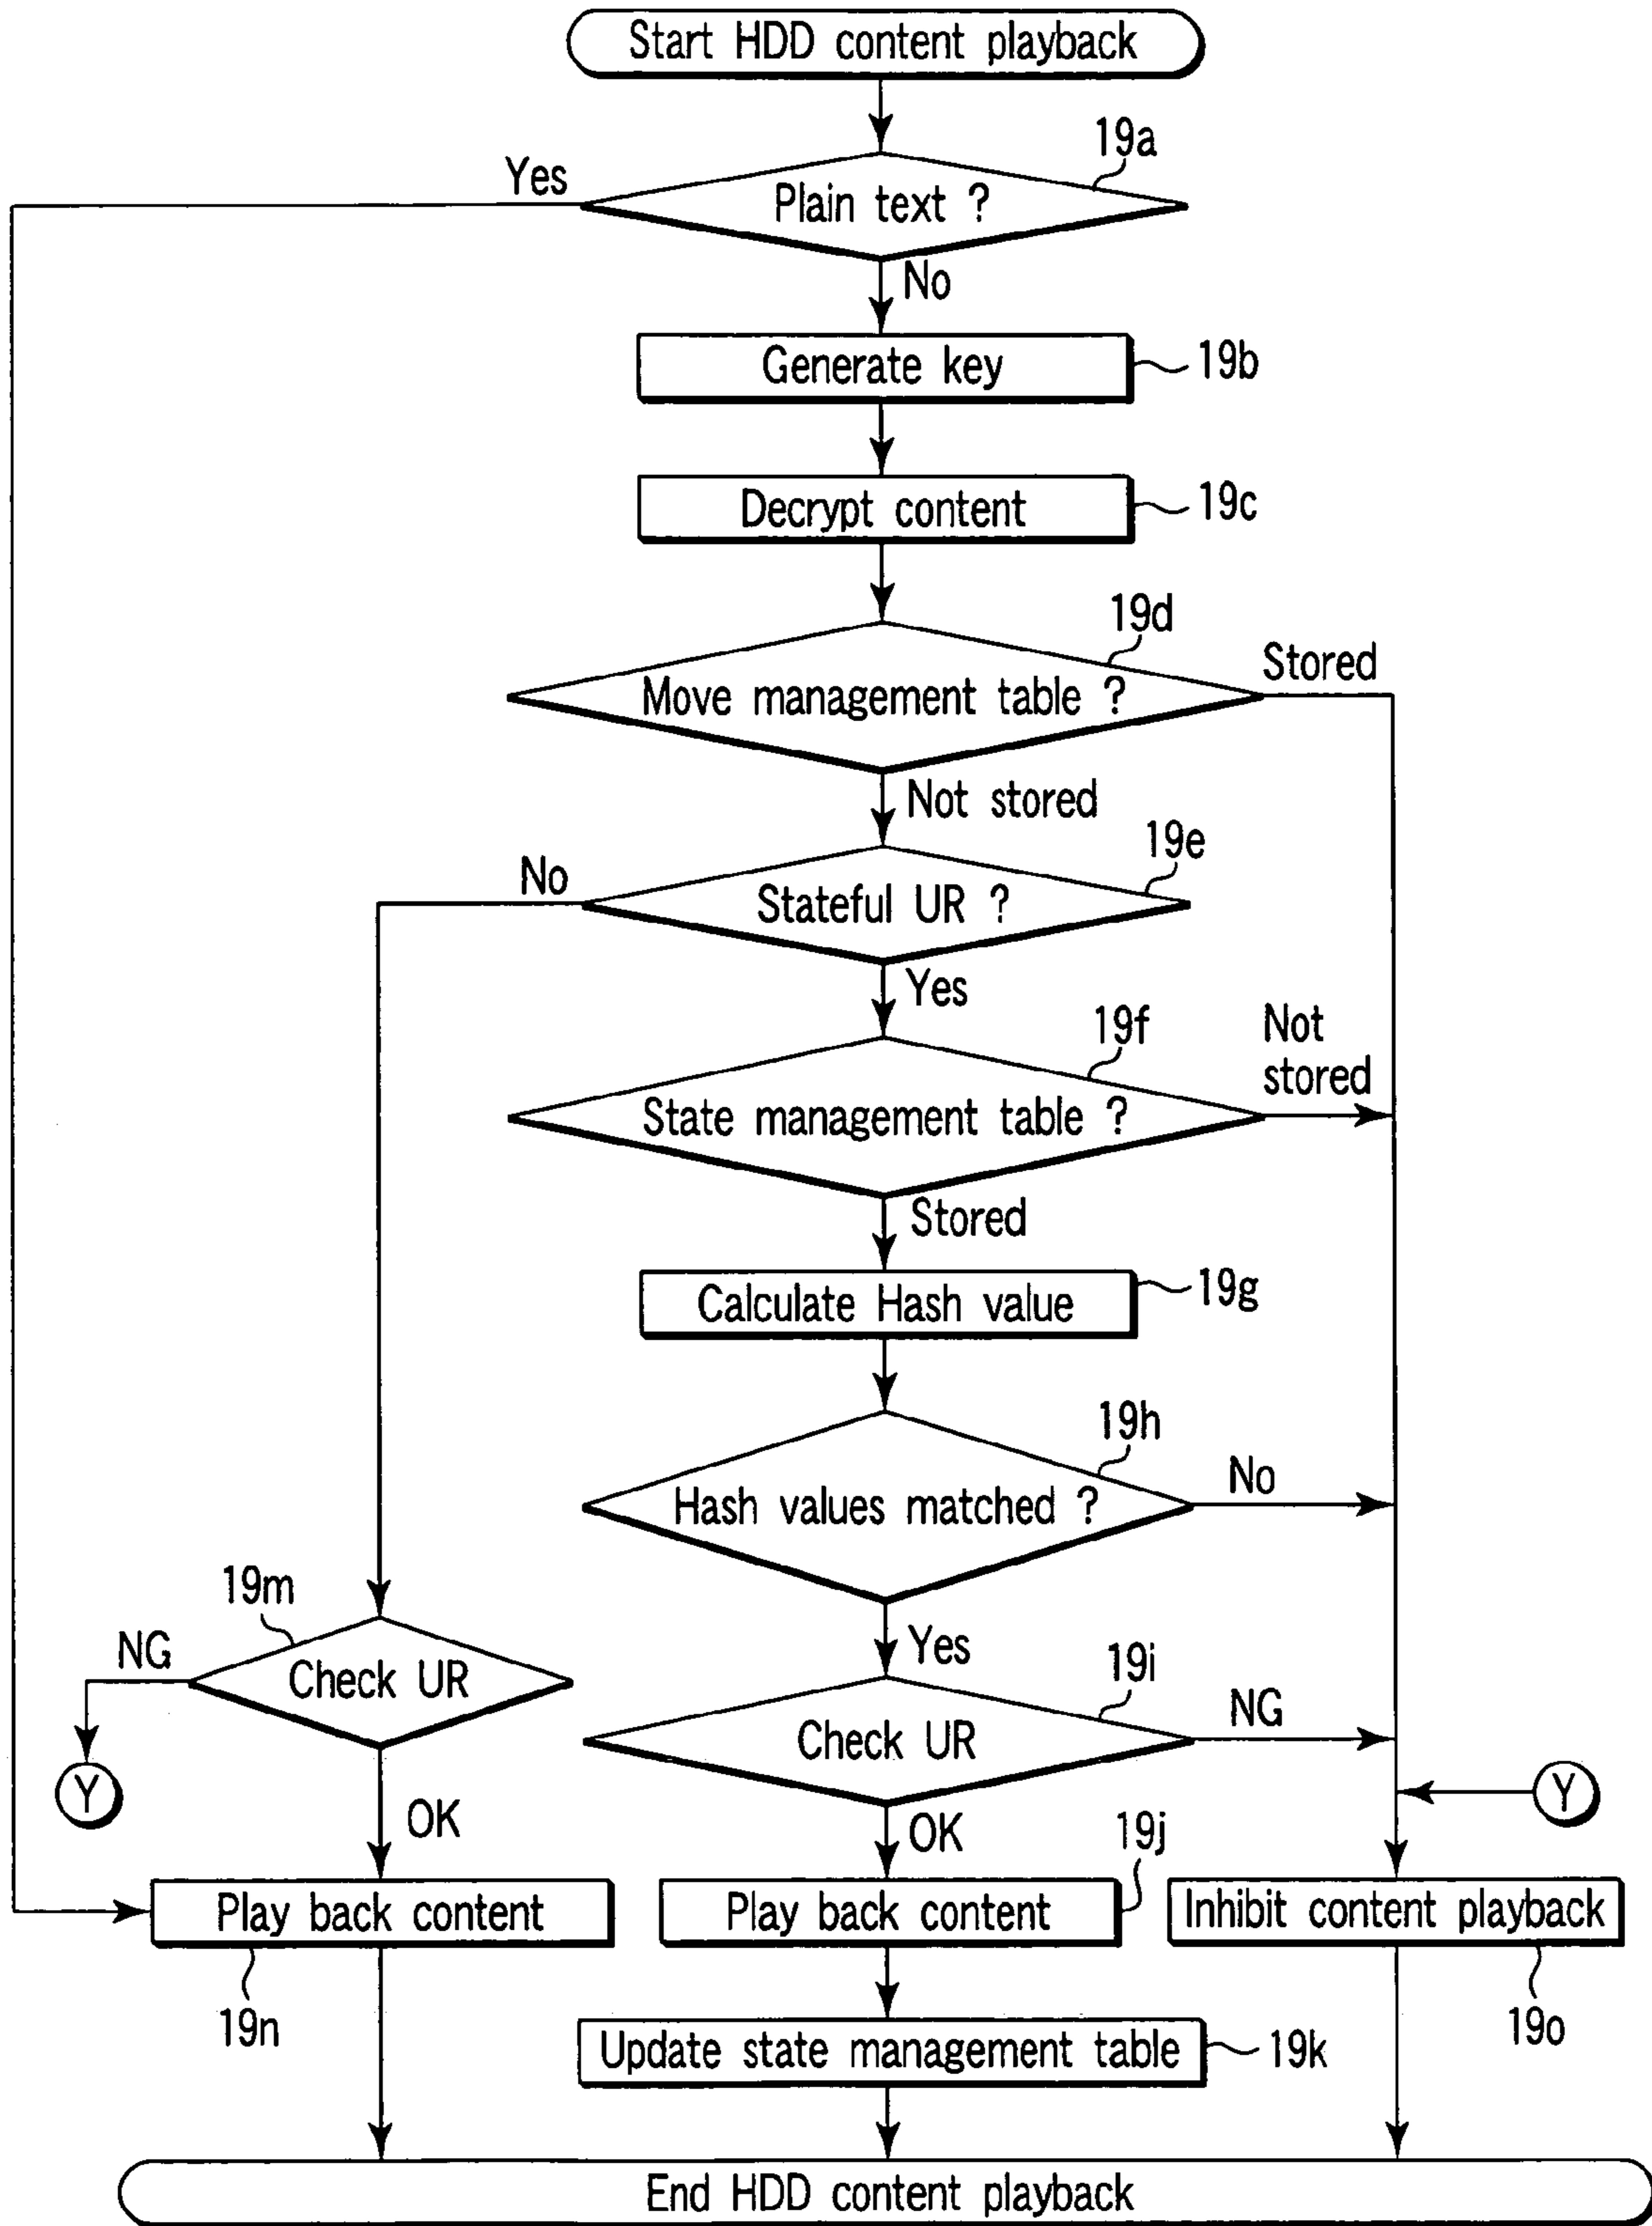 Start HDD content playback
19a
Yes
Plain text ?
No
Generate key
19b
Decrypt content
19c
19d
Stored
Move management table ?
Not stored
19e
No
Stateful UR ?
Yes
19f
Not
stored
State management table ?
Stored
Calculate Hash value
19g
19h
No
Hash values matched ?
19m
Yes
NG
Check UR
19i
NG
Check UR
Y
Y
OK
OK
19j
Play back content
Play back content
Inhibit content playback
19n
19o
Update state management table
19k
End HDD content playback